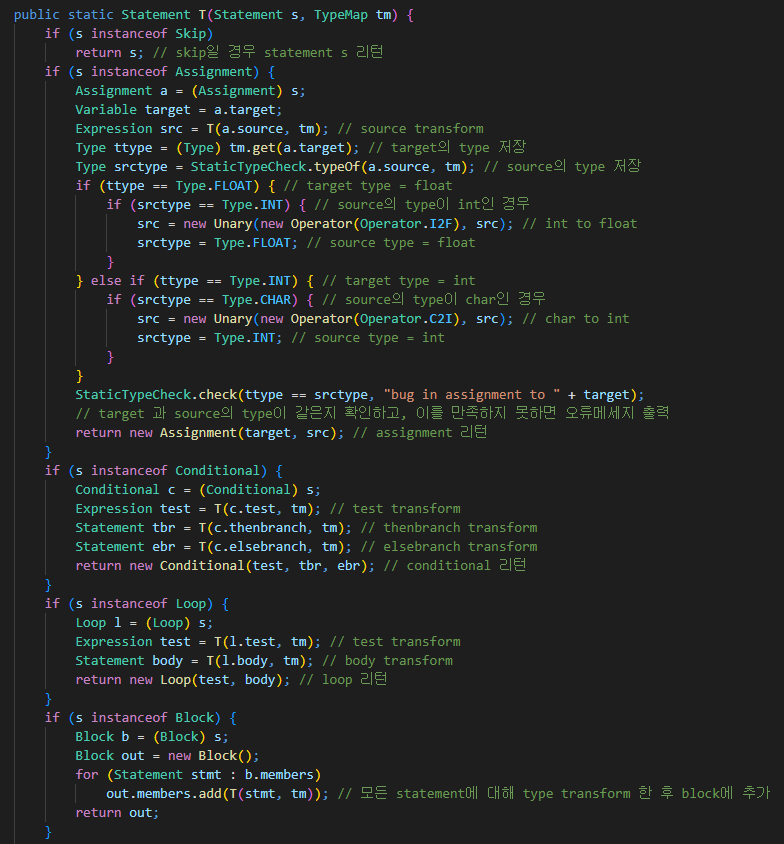 public static Statement T(Statement s, TypeMap tm) {
if (s instanceof Skip)
return s; // skip일 경우 statement s 리턴
if (s instanceof Assignment) {
Assignment a = (Assignment) s;
Variable target = a.target;
Expression src = T(a.source, tm); // source transform
Type ttype = (Type) tm.get(a.target); // target의 type 저장
Type srctype = StaticTypeCheck.typeOf(a.source, tm); // source의 type 저장
if (ttype == Type.FLOAT) { // target type = float
if (srctype == Type.INT) { // source의 type이 int인 경우
src = new Unary(new Operator(Operator.I2F), src); // int to float
srctype = Type.FLOAT; // source type = float
}
} else if (ttype == Type.INT) { // target type = int
if (srctype == Type.CHAR) { // source의 type이 char인 경우
src = new Unary(new Operator(Operator.C2I), src); // char to int
srctype = Type.INT; // source type = int
}
}
StaticTypeCheck.check(ttype == srctype, "bug in assignment to " + target);
// target 과 source의 type이 같은지 확인하고, 이를 만족하지 못하면 오류메세지 출력
return new Assignment(target, src); // assignment 리턴
}
if (s instanceof Conditional) {
Conditional c = (Conditional) s;
Expression test = T(c.test, tm); // test transform
Statement tbr = T(c.thenbranch, tm); // thenbranch transform
Statement ebr = T(c.elsebranch, tm); // elsebranch transform
return new Conditional(test, tbr, ebr); // conditional 리턴
}
if (s instanceof Loop) {
Loop l = (Loop) s;
Expression test = T(l.test, tm); // test transform
Statement body = T(l.body, tm); // body transform
return new Loop(test, body); // loop 리턴
}
if (s instanceof Block) {
Block b = (Block) s;
Block out = new Block();
for (Statement stmt : b.members)
out.members.add(T(stmt, tm)); // 모든 statement에 대해 type transform 한 후 block에 추가
return out;
}